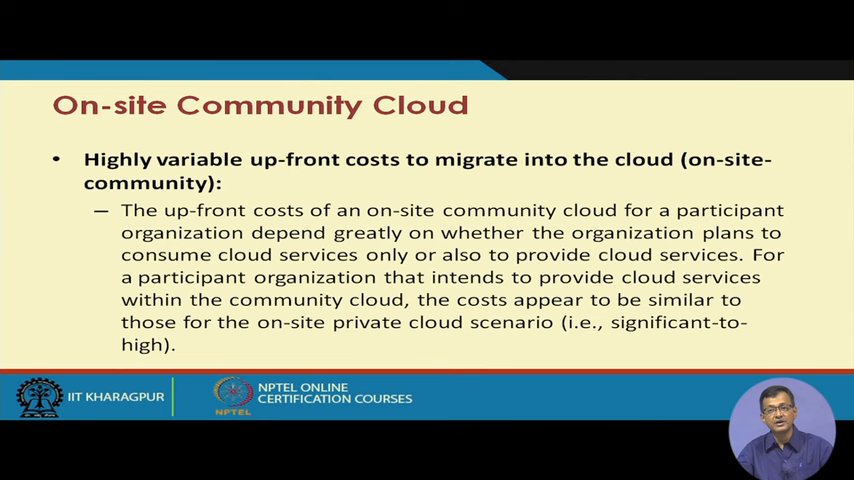 On-site Community Cloud
• Highly variable up-front costs to migrate into the cloud (on-site-
community):
– The up-front costs of an on-site community cloud for a participant
organization depend greatly on whether the organization plans to
consume cloud services only or also to provide cloud services. For
a participant organization that intends to provide cloud services
within the community cloud, the costs appear to be similar to
those for the on-site private cloud scenario (i.e., significant-to-
high).
IIT KHARAGPUR
NPTEL
NPTEL ONLINE
CERTIFICATION COURSES